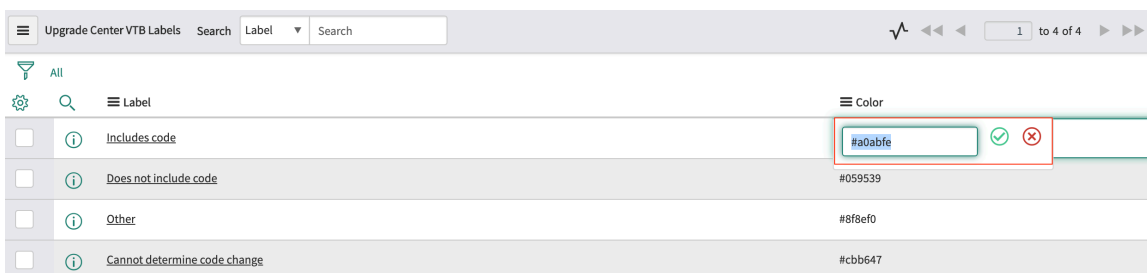 Upgrade Center VTB Labels Search Label Search 1 to 4 of 4
All
Label Color
Includes code #a0abfe
Does not include code #059539
Other #8f8ef0
Cannot determine code change #cbb647